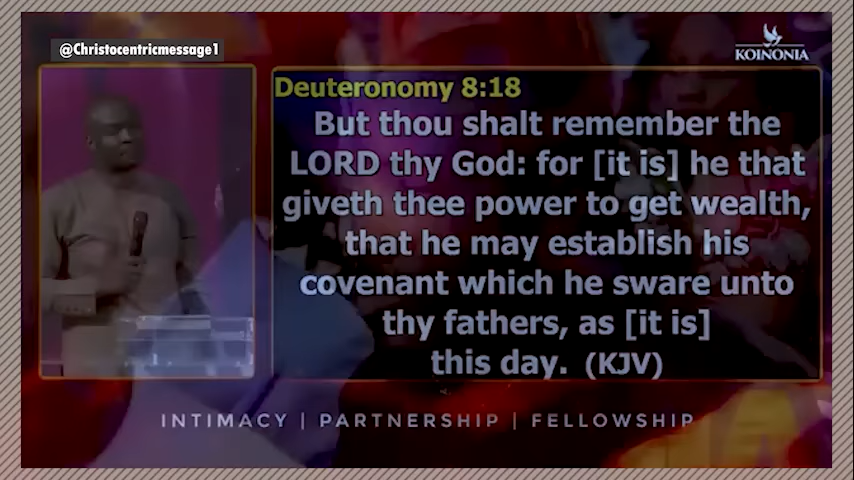 @Christocentricmessage1
KOINONIA
Deuteronomy 8:18
But thou shalt remember the
LORD thy God: for [it is] he that
giveth thee power to get wealth,
that he may establish his
covenant which he sware unto
thy fathers, as [it is]
this day. (KJV)
INTIMACY | PARTNERSHIP | FELLOWSHIP